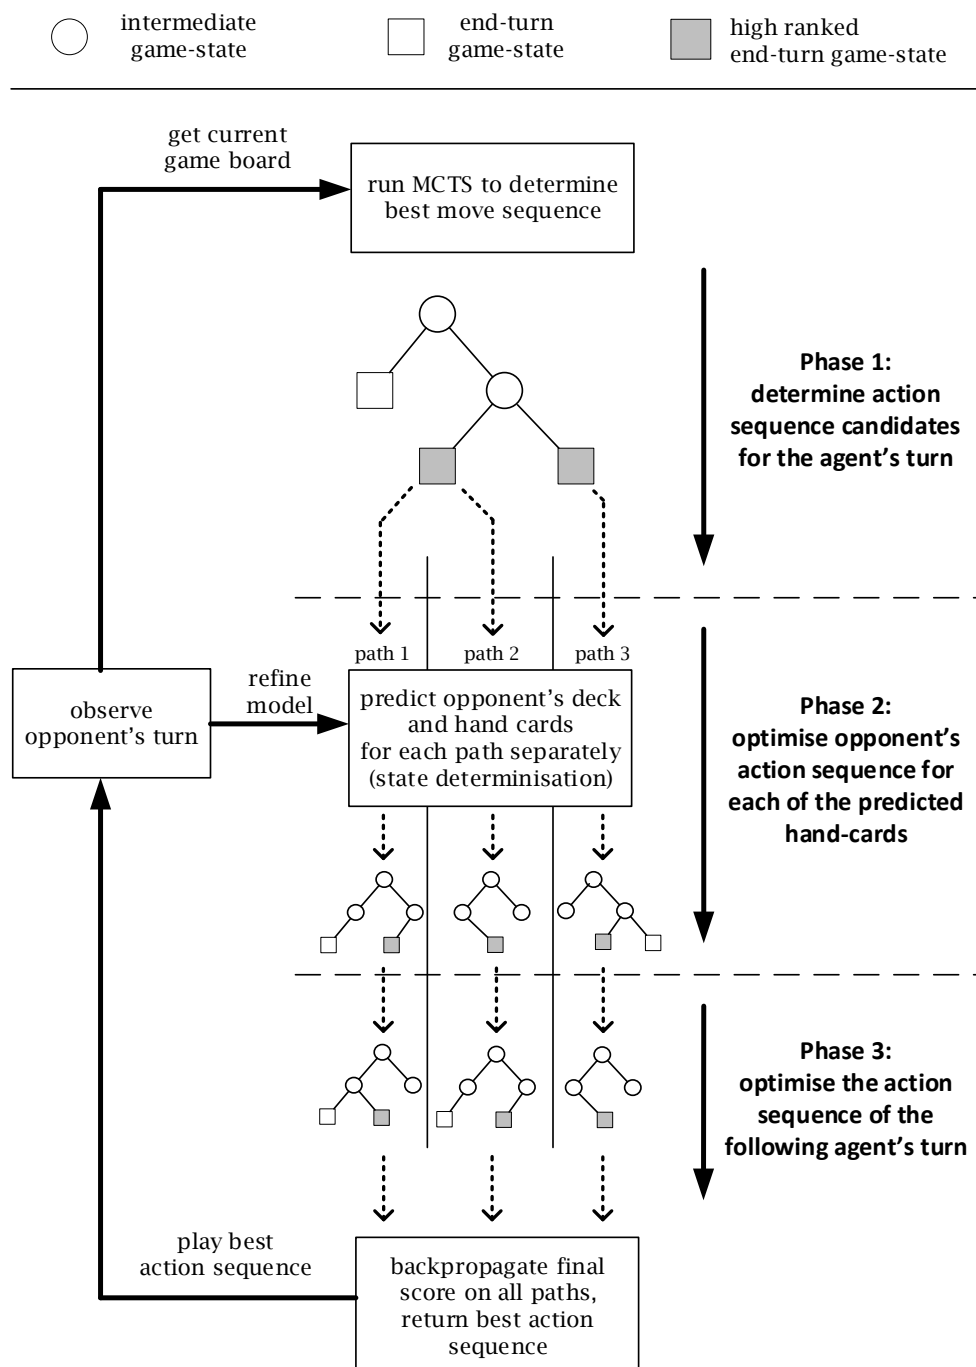 intermediate
game-state
end-turn
game-state
high ranked
end-turn game-state
get current
game board
run MCTS to determine
best move sequence
Phase 1:
determine action
sequence candidates
for the agent's turn
path 1
path 2
path 3
observe
opponent's turn
refine
model
predict opponent's deck
and hand cards
for each path separately
(state determinisation)
Phase 2:
optimise opponent's
action sequence for
each of the predicted
hand-cards
Phase 3:
optimise the action
sequence of the
following agent's turn
play best
action sequence
backpropagate final
score on all paths,
return best action
sequence